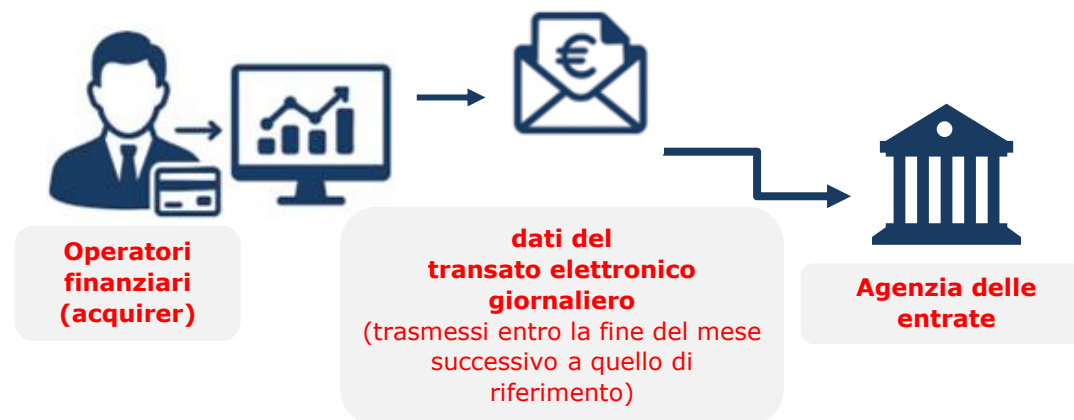 Operatori
finanziari
(acquirer)
dati del
transato elettronico
giornaliero
(trasmessi entro la fine del mese
successivo a quello di
riferimento)
Agenzia delle
entrate
€